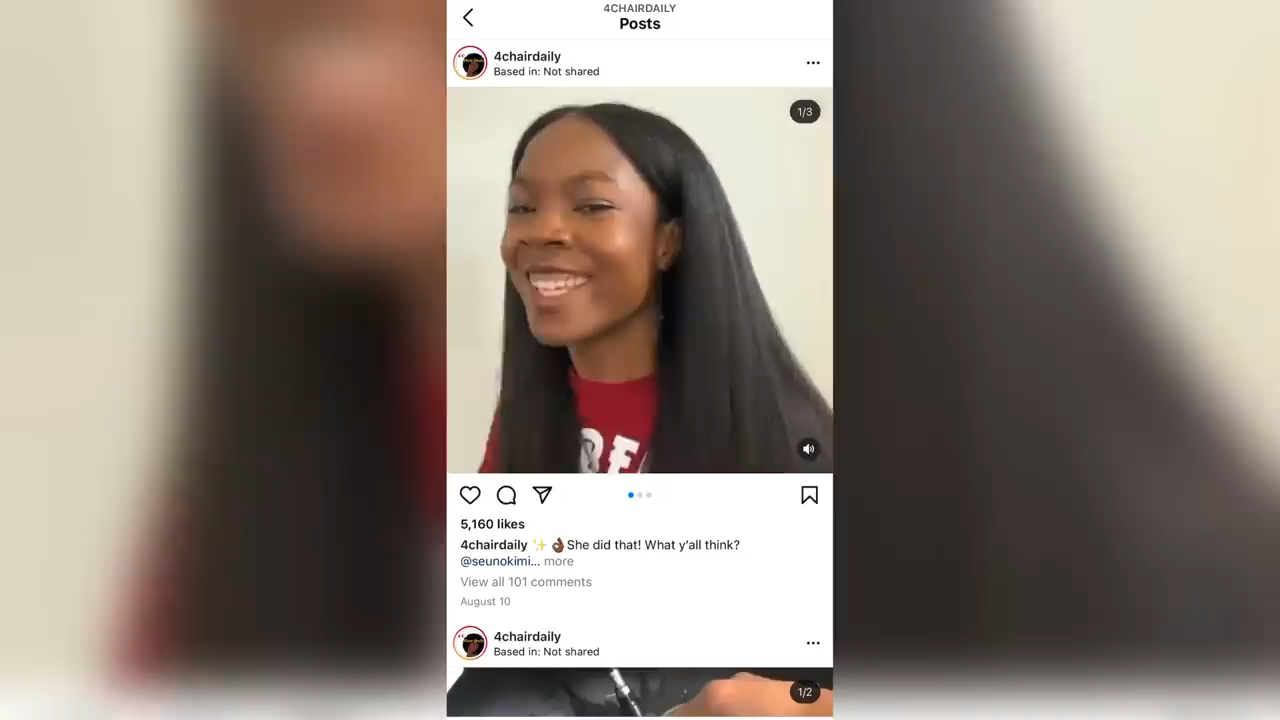 4CHAIRDAILY
Posts
4chairdaily
Based in: Not shared
1/3
5,160 likes
4chairdaily ✨ 👌🏾She did that! What y'all think?
@seunokimi... more
View all 101 comments
August 10
4chairdaily
Based in: Not shared
1/2